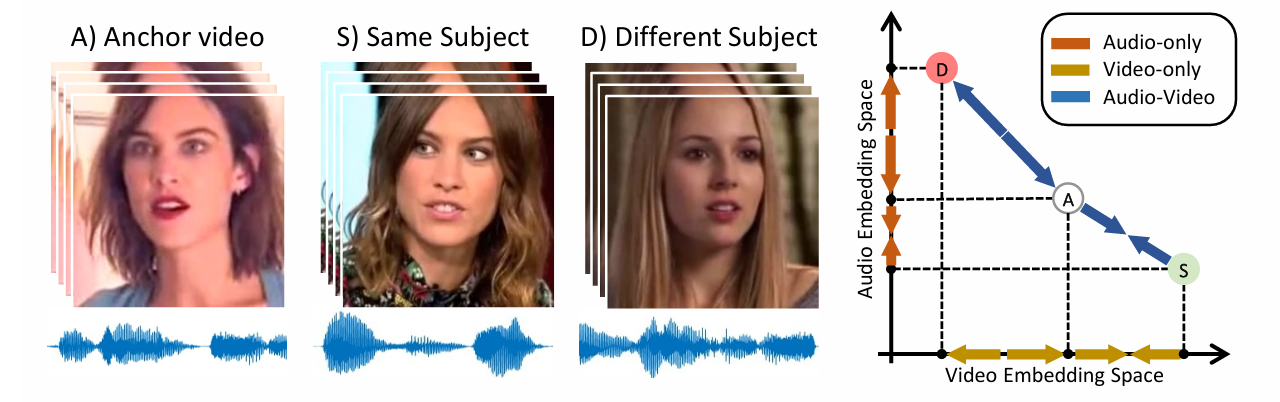 A) Anchor video
S) Same Subject
D) Different Subject
Audio-only
Video-only
Audio-Video
D
A
S
Audio Embedding Space
Video Embedding Space